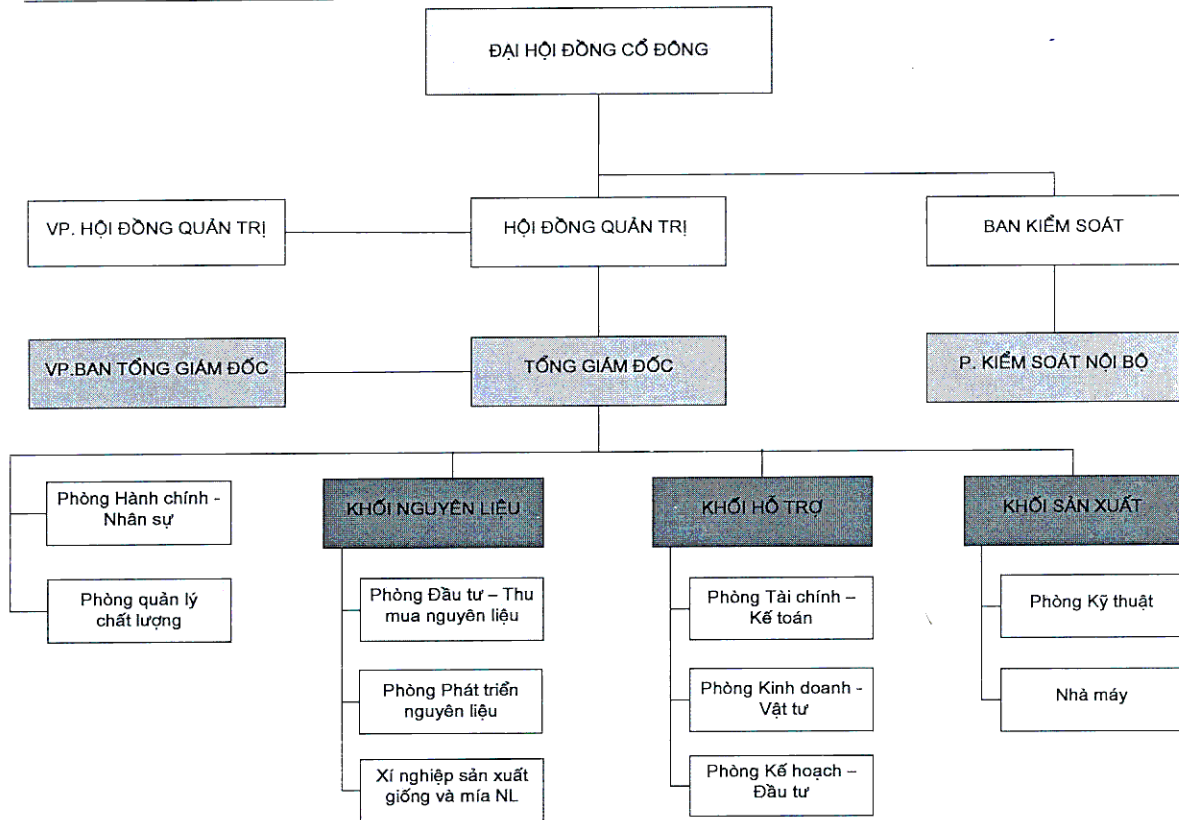 ĐẠI HỘI ĐỒNG CỔ ĐÔNG
VP. HỘI ĐỒNG QUẢN TRỊ
HỘI ĐỒNG QUẢN TRỊ
BAN KIỂM SOÁT
VP.BAN TỔNG GIÁM ĐỐC
TỔNG GIÁM ĐỐC
P. KIỂM SOÁT NỘI BỘ
Phòng Hành chính -
Nhân sự
Phòng quản lý
chất lượng
KHỐI NGUYÊN LIỆU
Phòng Đầu tư – Thu
mua nguyên liệu
Phòng Phát triển
nguyên liệu
Xí nghiệp sản xuất
giống và mía NL
KHỐI HỖ TRỢ
Phòng Tài chính –
Kế toán
Phòng Kinh doanh -
Vật tư
Phòng Kế hoạch –
Đầu tư
KHỐI SẢN XUẤT
Phòng Kỹ thuật
Nhà máy